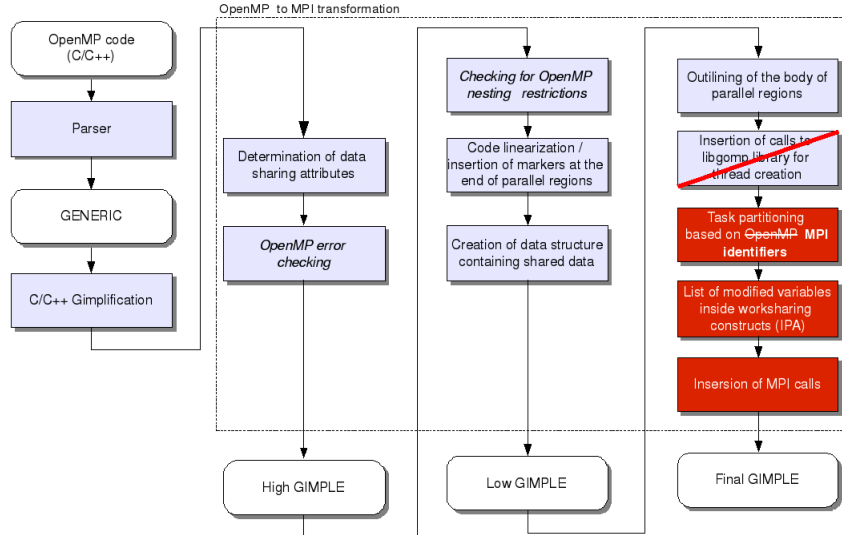 OpenMP to MPI transformation
OpenMP code
(C/C++)
Parser
GENERIC
C/C++ Gimplification
Determination of data
sharing attributes
OpenMP error
checking
High GIMPLE
Checking for OpenMP
nesting restrictions
Code linearization /
insertion of markers at the
end of parallel regions
Creation of data structure
containing shared data
Low GIMPLE
Outilining of the body of
parallel regions
Insertion of calls to
libgomp library for
thread creation
Task partitioning
based on OpenMP MPI
identifiers
List of modified variables
inside worksharing
constructs (IPA)
Insersion of MPI calls
Final GIMPLE